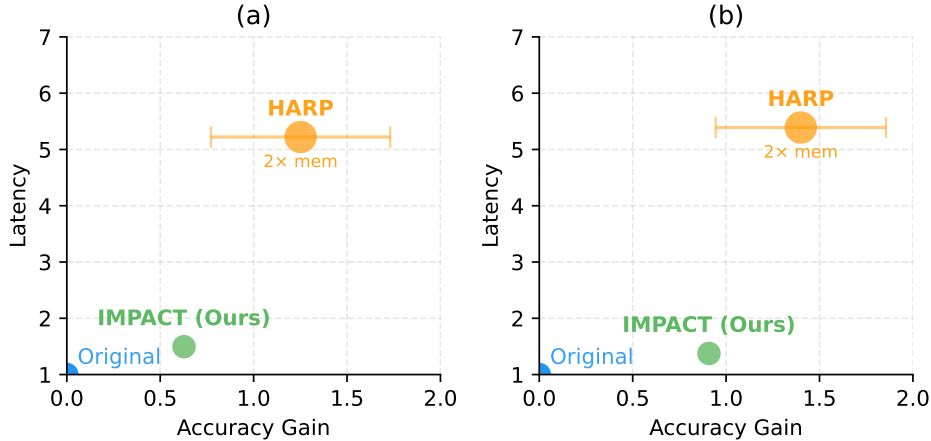 (a)
7
6
5
4
3
2
1
Latency
HARP
2× mem
IMPACT (Ours)
Original
0.0 0.5 1.0 1.5 2.0
Accuracy Gain
(b)
7
6
5
4
3
2
1
Latency
HARP
2× mem
IMPACT (Ours)
Original
0.0 0.5 1.0 1.5 2.0
Accuracy Gain